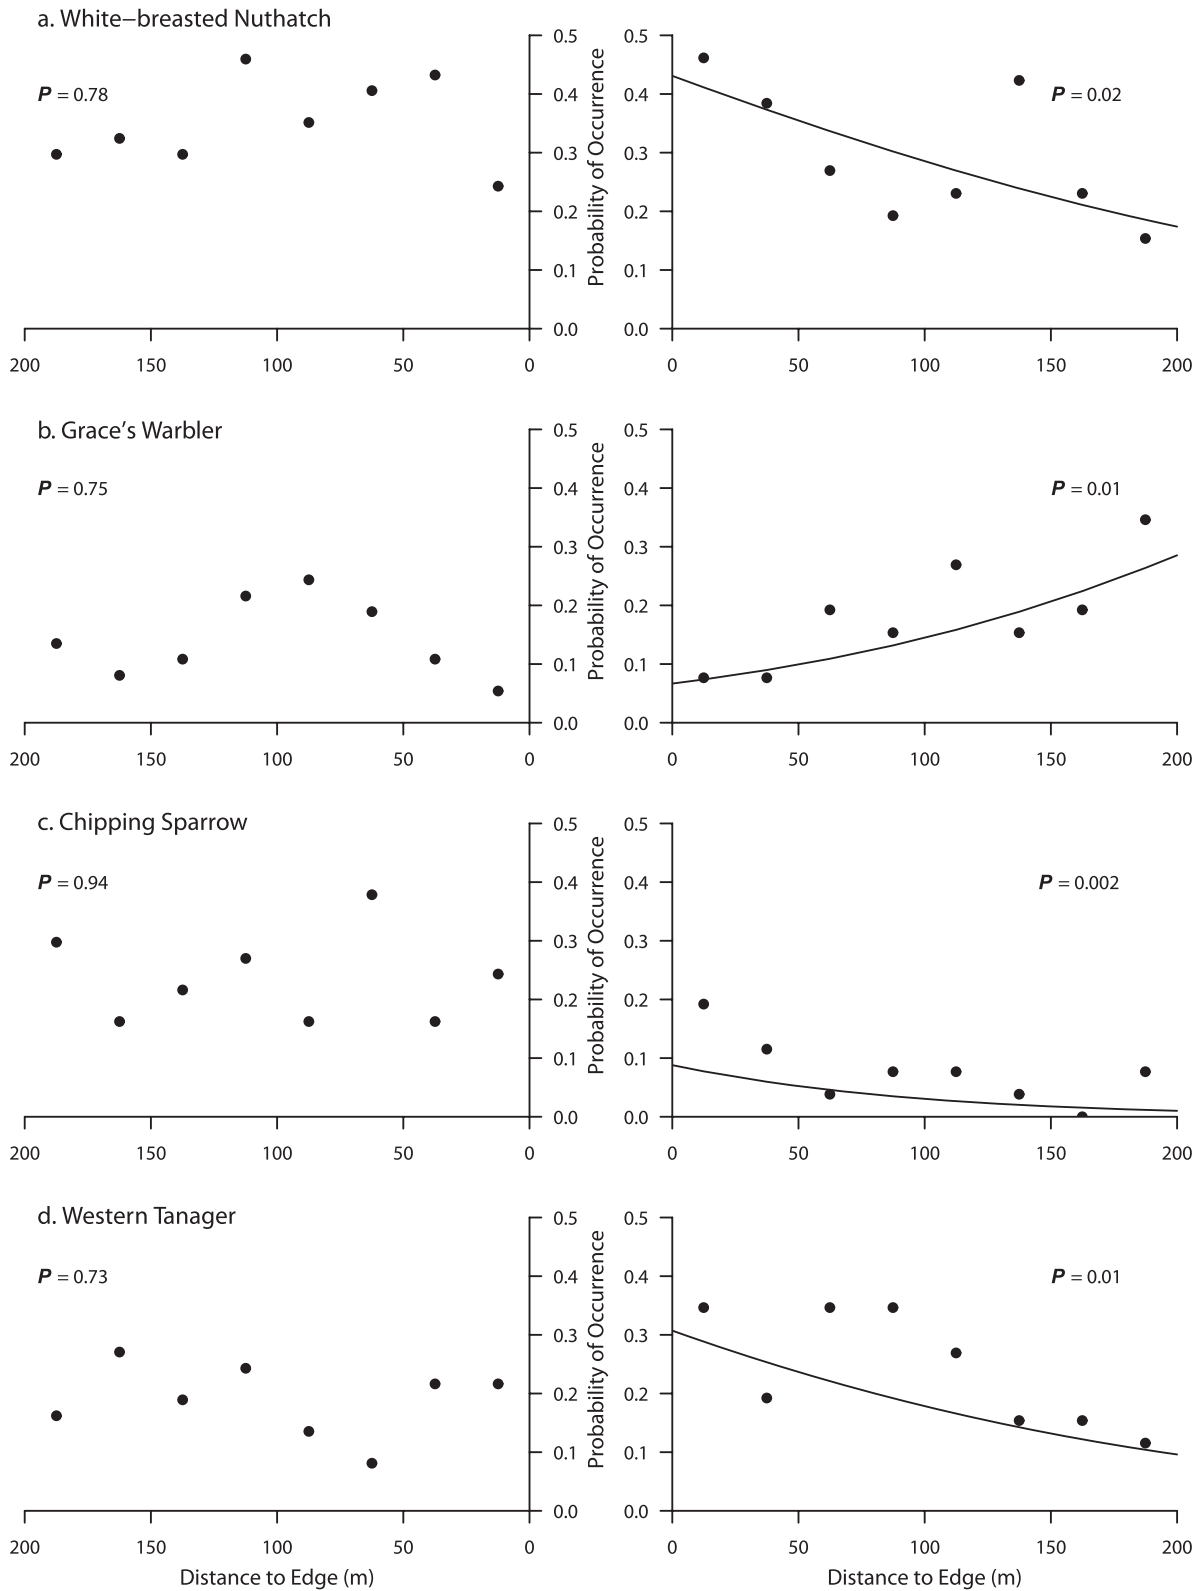 a. White–breasted Nuthatch
P = 0.78
0.5
0.4
0.3
0.2
0.1
0.0
200 150 100 50 0
Probability of Occurrence
0.5
0.4
0.3
0.2
0.1
0.0
P = 0.02
0 50 100 150 200
b. Grace's Warbler
P = 0.75
0.5
0.4
0.3
0.2
0.1
0.0
200 150 100 50 0
Probability of Occurrence
0.5
0.4
0.3
0.2
0.1
0.0
P = 0.01
0 50 100 150 200
c. Chipping Sparrow
P = 0.94
0.5
0.4
0.3
0.2
0.1
0.0
200 150 100 50 0
Probability of Occurrence
0.5
0.4
0.3
0.2
0.1
0.0
P = 0.002
0 50 100 150 200
d. Western Tanager
P = 0.73
0.5
0.4
0.3
0.2
0.1
0.0
200 150 100 50 0
Distance to Edge (m)
Probability of Occurrence
0.5
0.4
0.3
0.2
0.1
0.0
P = 0.01
0 50 100 150 200
Distance to Edge (m)